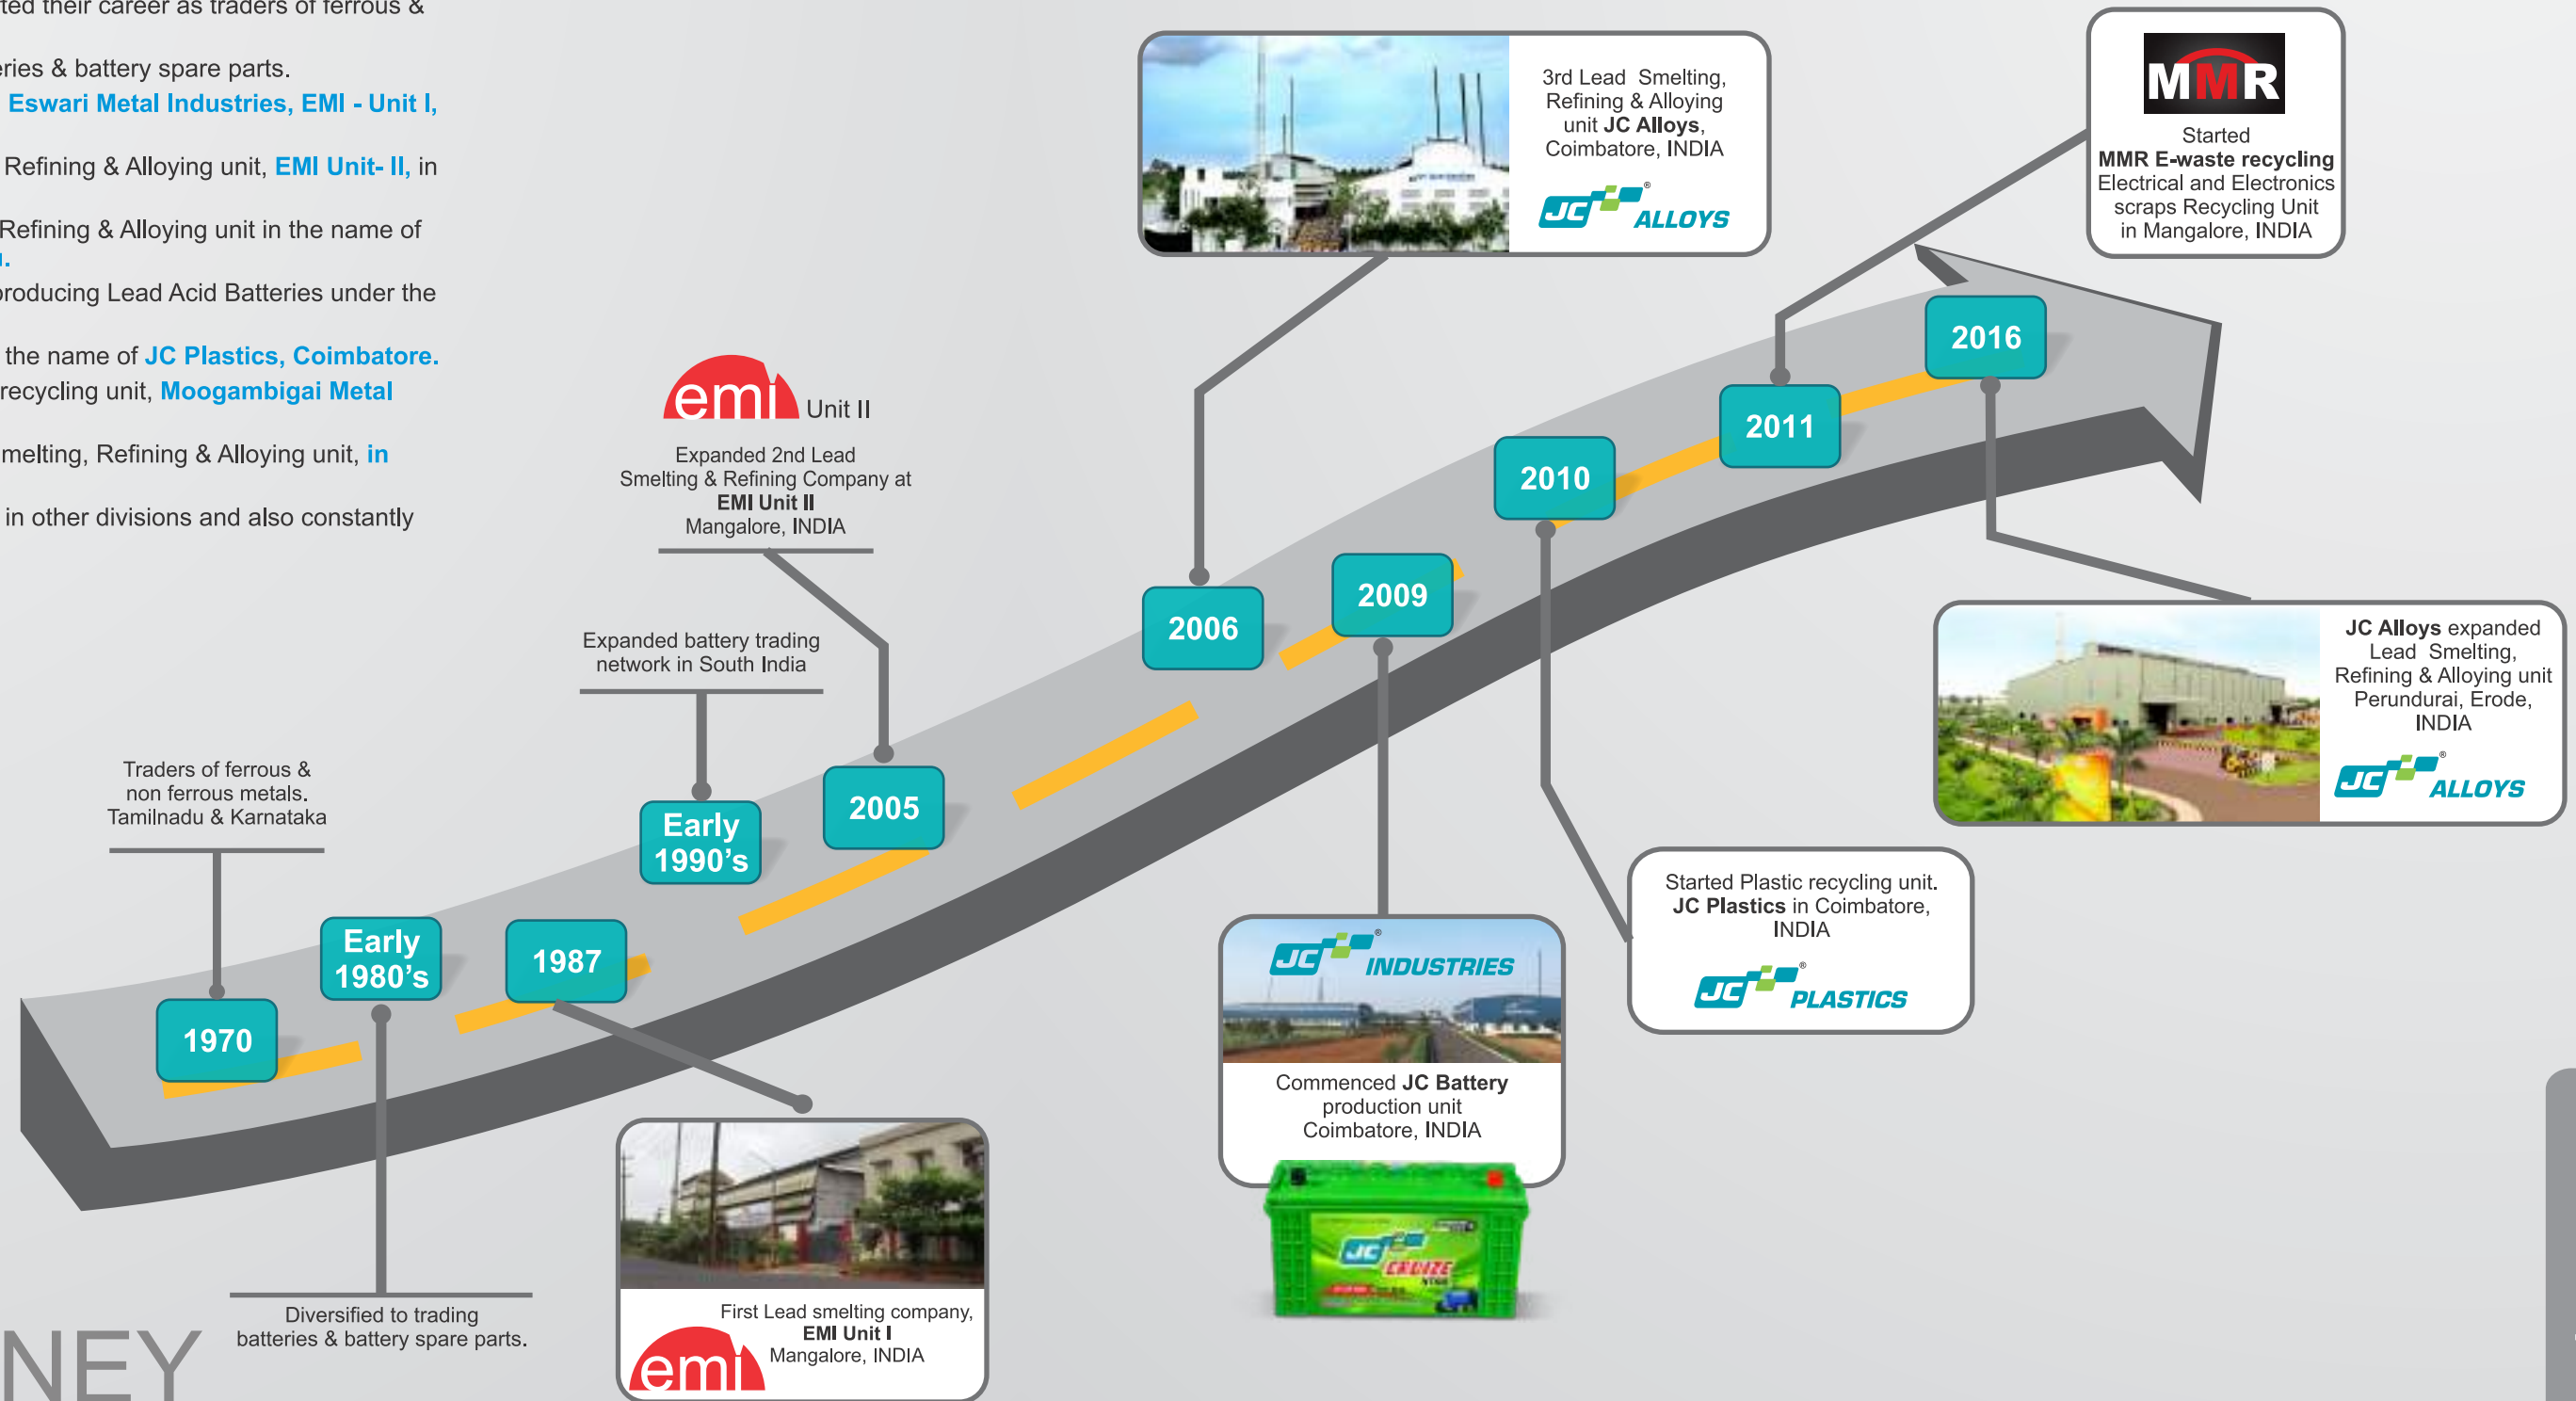 ted their career as traders of ferrous &
eries & battery spare parts.
Eswari Metal Industries, EMI - Unit I,
Refining & Alloying unit, EMI Unit- II, in
Refining & Alloying unit in the name of
producing Lead Acid Batteries under the
the name of JC Plastics, Coimbatore.
recycling unit, Moogambigai Metal
melting, Refining & Alloying unit, in
in other divisions and also constantly
Traders of ferrous &
non ferrous metals.
Tamilnadu & Karnataka
1970
Early
1980's
Diversified to trading
batteries & battery spare parts.
1987
First Lead smelting company,
EMI Unit I
Mangalore, INDIA
emi
Expanded battery trading
network in South India
Early
1990's
emi Unit II
Expanded 2nd Lead
Smelting & Refining Company at
EMI Unit II
Mangalore, INDIA
2005
3rd Lead Smelting,
Refining & Alloying
unit JC Alloys,
Coimbatore, INDIA
JC ® ALLOYS
2006
2009
JC ® INDUSTRIES
Commenced JC Battery
production unit
Coimbatore, INDIA
JC
CRUIZE
2010
Started Plastic recycling unit.
JC Plastics in Coimbatore,
INDIA
JC ® PLASTICS
2011
MMR
Started
MMR E-waste recycling
Electrical and Electronics
scraps Recycling Unit
in Mangalore, INDIA
2016
JC Alloys expanded
Lead Smelting,
Refining & Alloying unit
Perundurai, Erode,
INDIA
JC ® ALLOYS
NEY